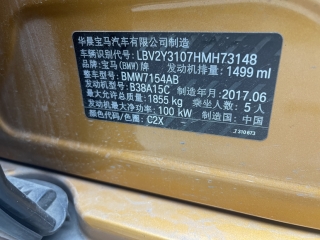 华晨宝马汽车有限公司制造
车辆识别代号: LBV2Y3107HMH73148
品牌: 宝马(BMW)牌 发动机排量: 1499 ml
整车型号: BMW7154AB
发动机型号: B38A15C 制造年月: 2017.06
最大允许总质量: 1855 kg 乘坐人数: 5人
发动机最大净功率: 100 kW 制造国: 中国
颜色代号/色圈: C2X
J 310 673